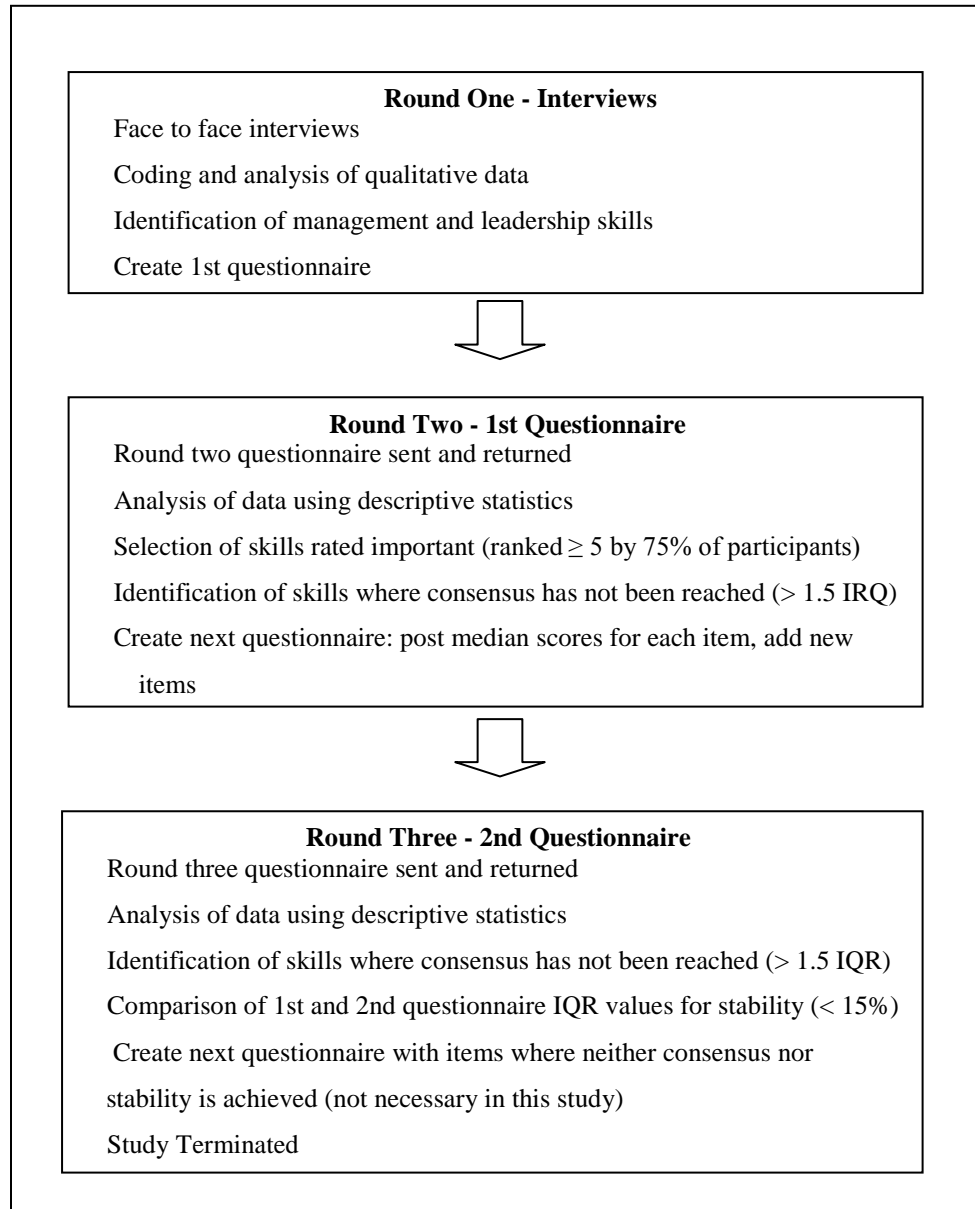 Round One - Interviews
Face to face interviews
Coding and analysis of qualitative data
Identification of management and leadership skills
Create 1st questionnaire
Round Two - 1st Questionnaire
Round two questionnaire sent and returned
Analysis of data using descriptive statistics
Selection of skills rated important (ranked ≥ 5 by 75% of participants)
Identification of skills where consensus has not been reached (> 1.5 IRQ)
Create next questionnaire: post median scores for each item, add new
items
Round Three - 2nd Questionnaire
Round three questionnaire sent and returned
Analysis of data using descriptive statistics
Identification of skills where consensus has not been reached (> 1.5 IQR)
Comparison of 1st and 2nd questionnaire IQR values for stability (< 15%)
Create next questionnaire with items where neither consensus nor
stability is achieved (not necessary in this study)
Study Terminated